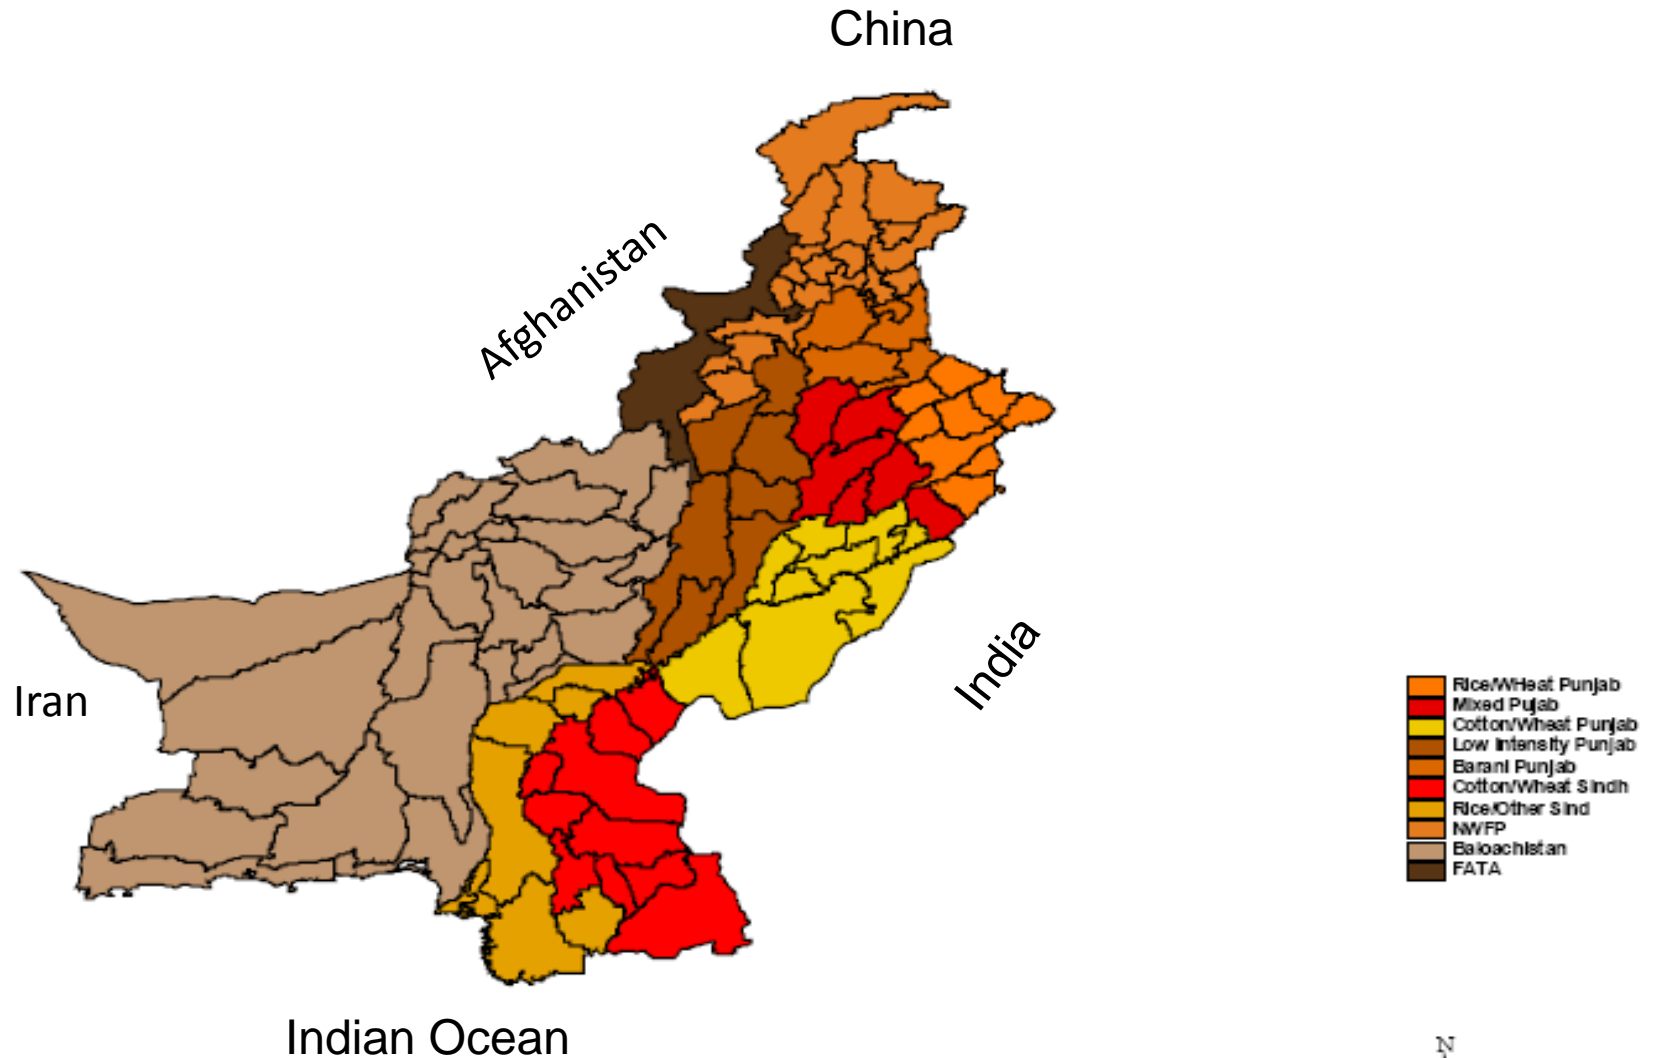 China
Afghanistan
Iran
India
Rice/WHeat Punjab
Mixed Pujab
Cotton/Wheat Punjab
Low Intensity Punjab
Barani Punjab
Cotton/Wheat Sindh
Rice/Other Sind
NWFP
Baloachistan
FATA
Indian Ocean
N